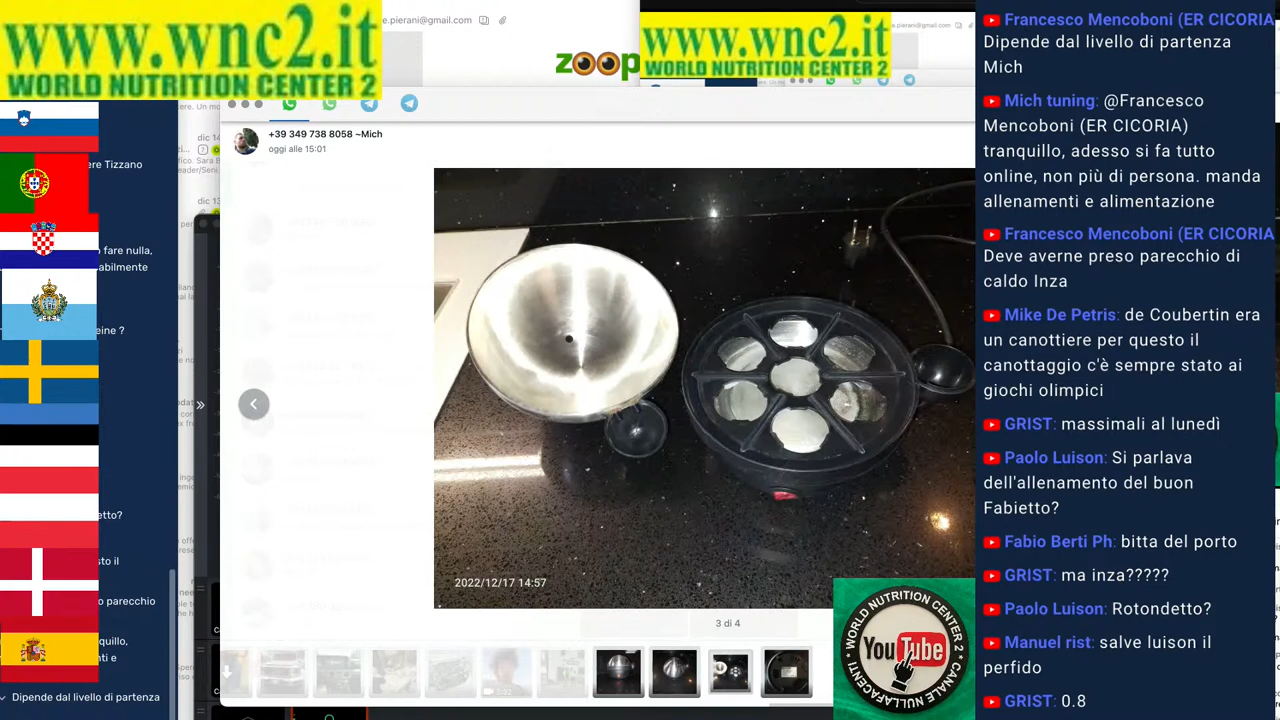 www.wnc2.it
WORLD NUTRITION CENTER 2
e.pierani@gmail.com
zoop
www.wnc2.it
WORLD NUTRITION CENTER 2
+39 349 738 8058 ~Mich
oggi alle 15:01
dic 14
ere Tizzano
dic 13
o fare nulla,
abilmente
eine ?
etto?
sto il
o parecchio
quillo,
nti e
Dipende dal livello di partenza
2022/12/17 14:57
3 di 4
WORLD NUTRITION CENTER 2
CANALE NULLAFACENTI
YouTube
Francesco Mencoboni (ER CICORIA
Dipende dal livello di partenza
Mich
Mich tuning: @Francesco
Mencoboni (ER CICORIA)
tranquillo, adesso si fa tutto
online, non più di persona. manda
allenamenti e alimentazione
Francesco Mencoboni (ER CICORIA
Deve averne preso parecchio di
caldo Inza
Mike De Petris: de Coubertin era
un canottiere per questo il
canottaggio c'è sempre stato ai
giochi olimpici
GRIST: massimali al lunedì
Paolo Luison: Si parlava
dell'allenamento del buon
Fabietto?
Fabio Berti Ph: bitta del porto
GRIST: ma inza?????
Paolo Luison: Rotondetto?
Manuel rist: salve luison il
perfido
GRIST: 0 8